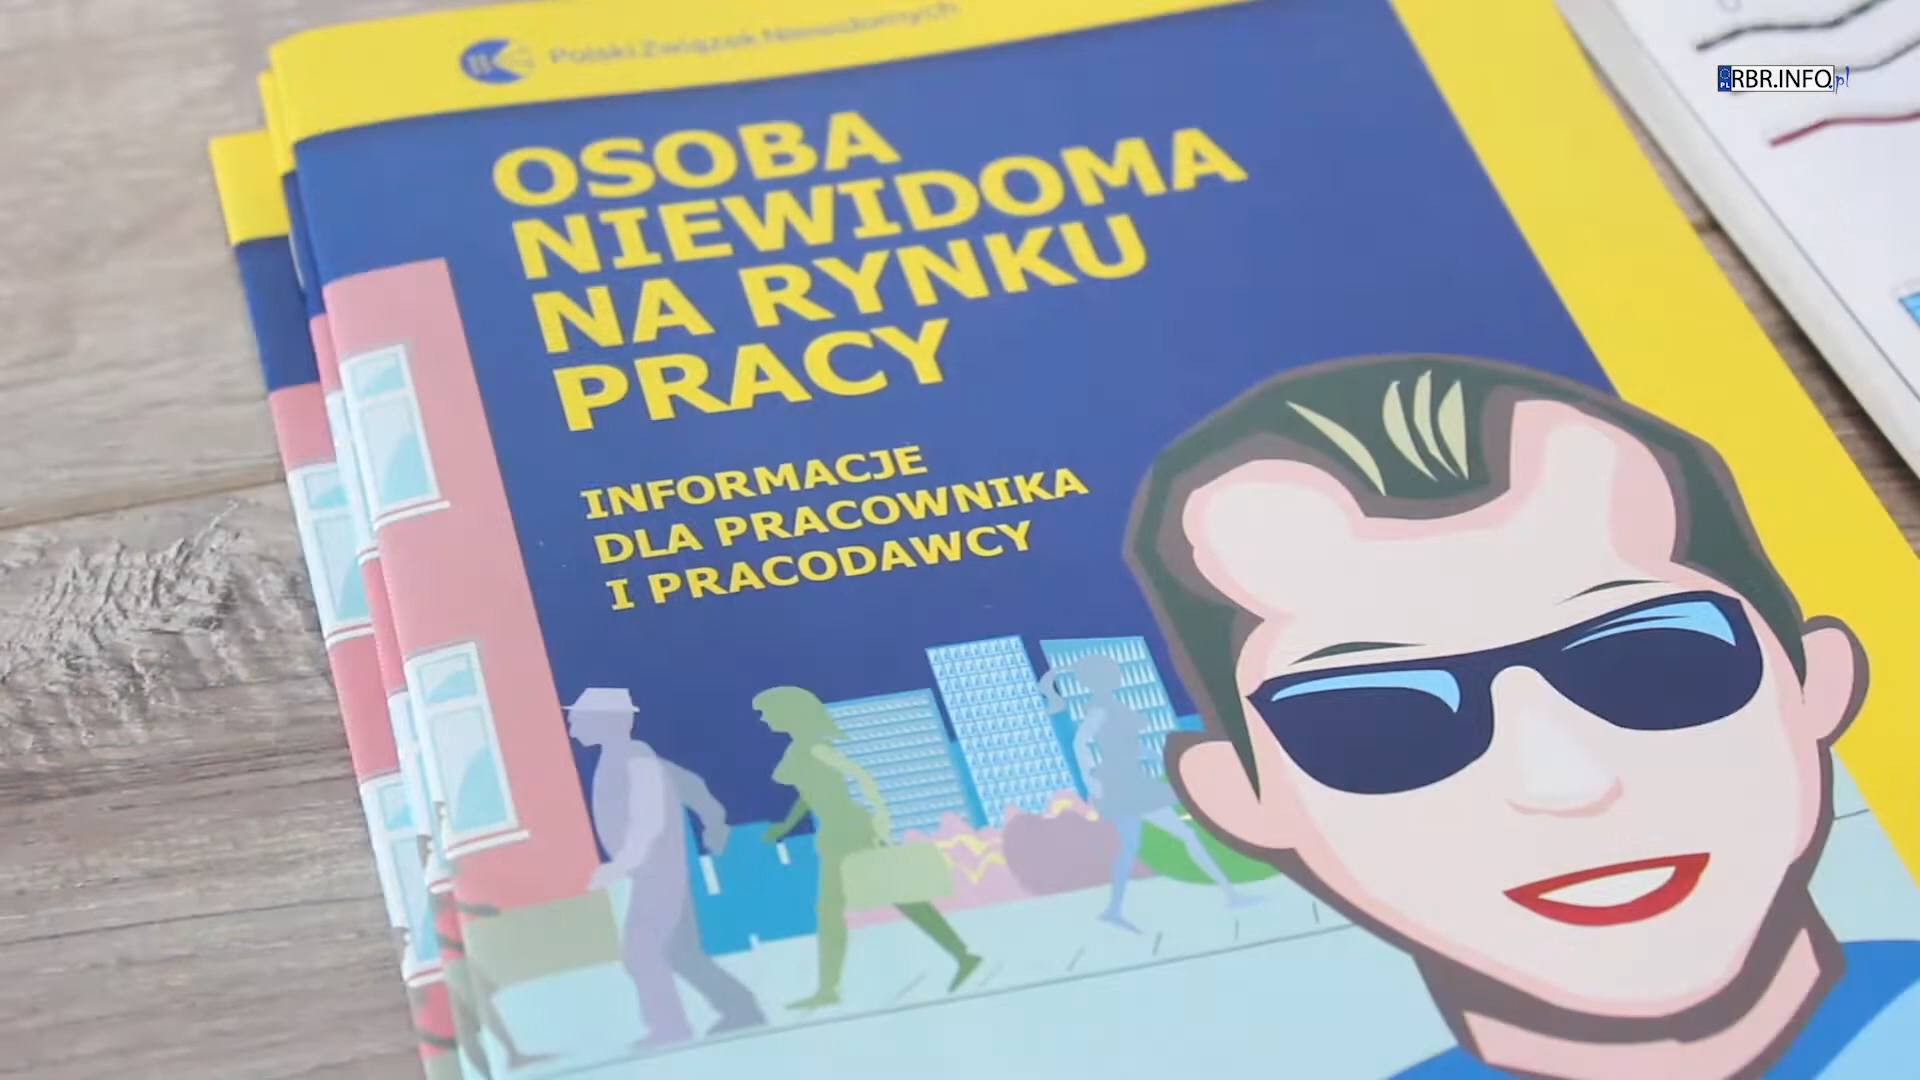 Polski Związek Niewidomych
RBR.INFO.pl
OSOBA
NIEWIDOMA
NA RYNKU
PRACY
INFORMACJE
DLA PRACOWNIKA
I PRACODAWCY